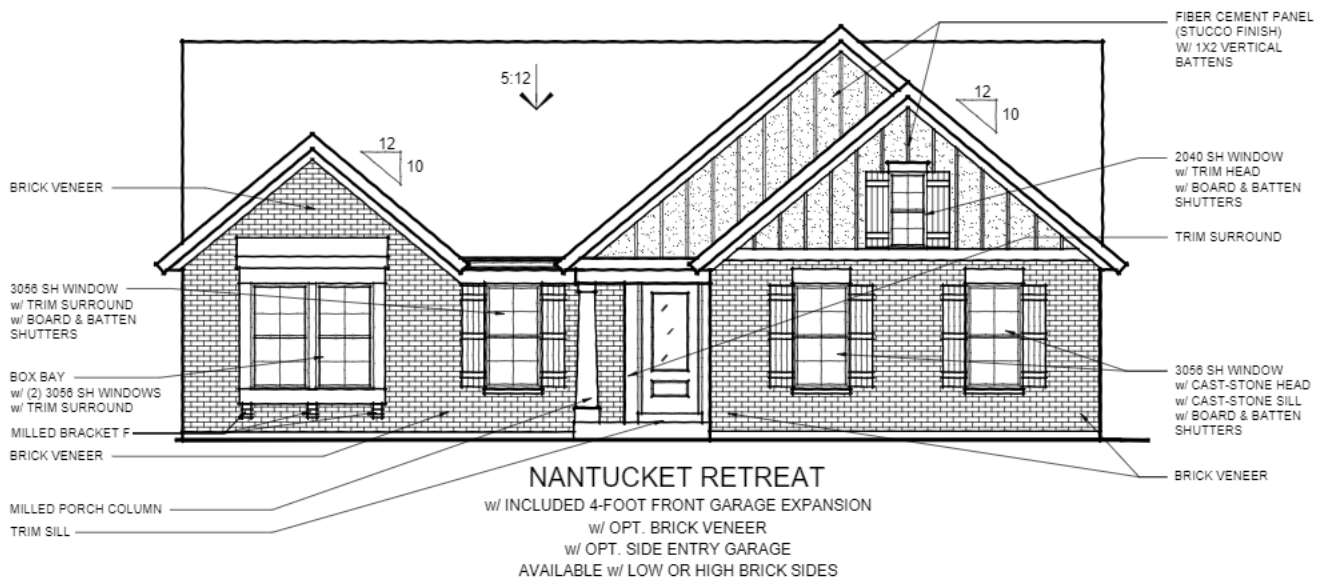 FIBER CEMENT PANEL
(STUCCO FINISH)
W/ 1X2 VERTICAL
BATTENS
5:12
12
10
12
10
2040 SH WINDOW
w/ TRIM HEAD
w/ BOARD & BATTEN
SHUTTERS
TRIM SURROUND
BRICK VENEER
3056 SH WINDOW
w/ TRIM SURROUND
w/ BOARD & BATTEN
SHUTTERS
BOX BAY
w/ (2) 3056 SH WINDOWS
w/ TRIM SURROUND
MILLED BRACKET F
BRICK VENEER
MILLED PORCH COLUMN
TRIM SILL
3056 SH WINDOW
w/ CAST-STONE HEAD
w/ CAST-STONE SILL
w/ BOARD & BATTEN
SHUTTERS
BRICK VENEER
NANTUCKET RETREAT
w/ INCLUDED 4-FOOT FRONT GARAGE EXPANSION
w/ OPT. BRICK VENEER
w/ OPT. SIDE ENTRY GARAGE
AVAILABLE w/ LOW OR HIGH BRICK SIDES